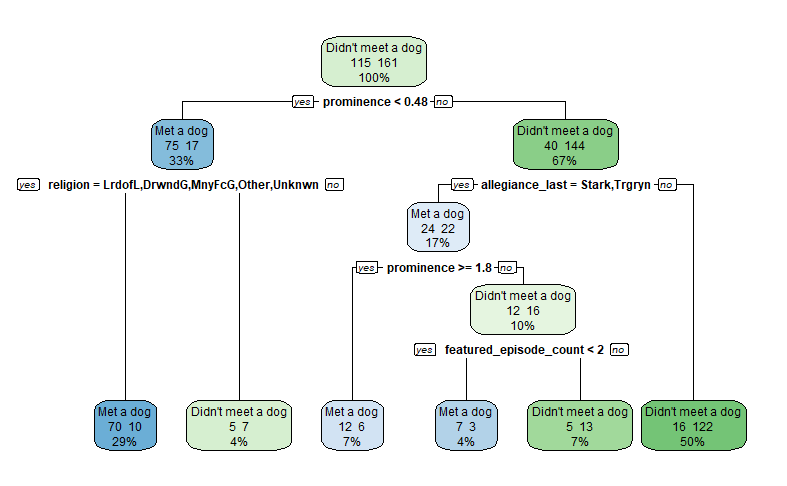 Didn't meet a dog
115 161
100%
yes prominence < 0.48 no
Met a dog
75 17
33%
Didn't meet a dog
40 144
67%
yes religion = LrdofL,DrwndG,MnyFcG,Other,Unknwn no
yes allegiance_last = Stark,Trgryn no
Met a dog
24 22
17%
yes prominence >= 1.8 no
Didn't meet a dog
12 16
10%
yes featured_episode_count < 2 no
Met a dog
70 10
29%
Didn't meet a dog
5 7
4%
Met a dog
12 6
7%
Met a dog
7 3
4%
Didn't meet a dog
5 13
7%
Didn't meet a dog
16 122
50%